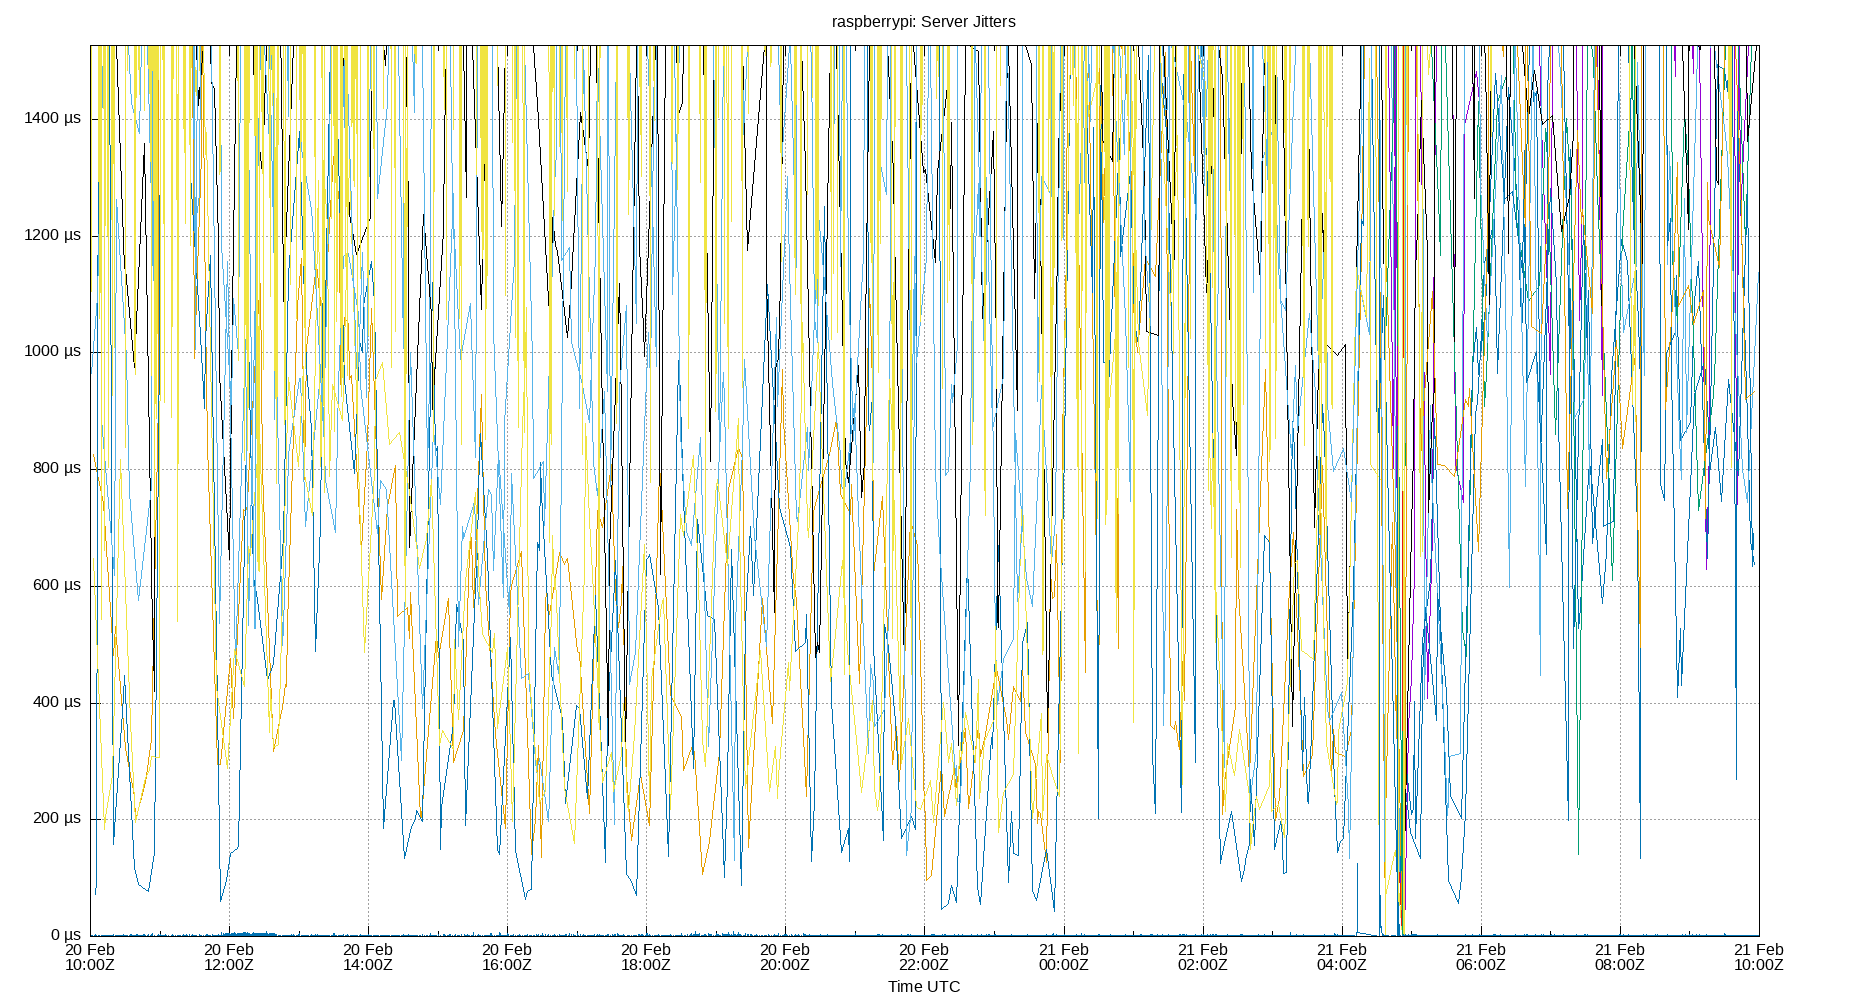 raspberrypi: Server Jitters
1400 µs
1200 µs
1000 µs
800 µs
600 µs
400 µs
200 µs
0 µs
20 Feb 20 Feb 20 Feb 20 Feb 20 Feb 20 Feb 20 Feb 21 Feb 21 Feb 21 Feb 21 Feb 21 Feb 21 Feb
10:00Z 12:00Z 14:00Z 16:00Z 18:00Z 20:00Z 22:00Z 00:00Z 02:00Z 04:00Z 06:00Z 08:00Z 10:00Z
Time UTC